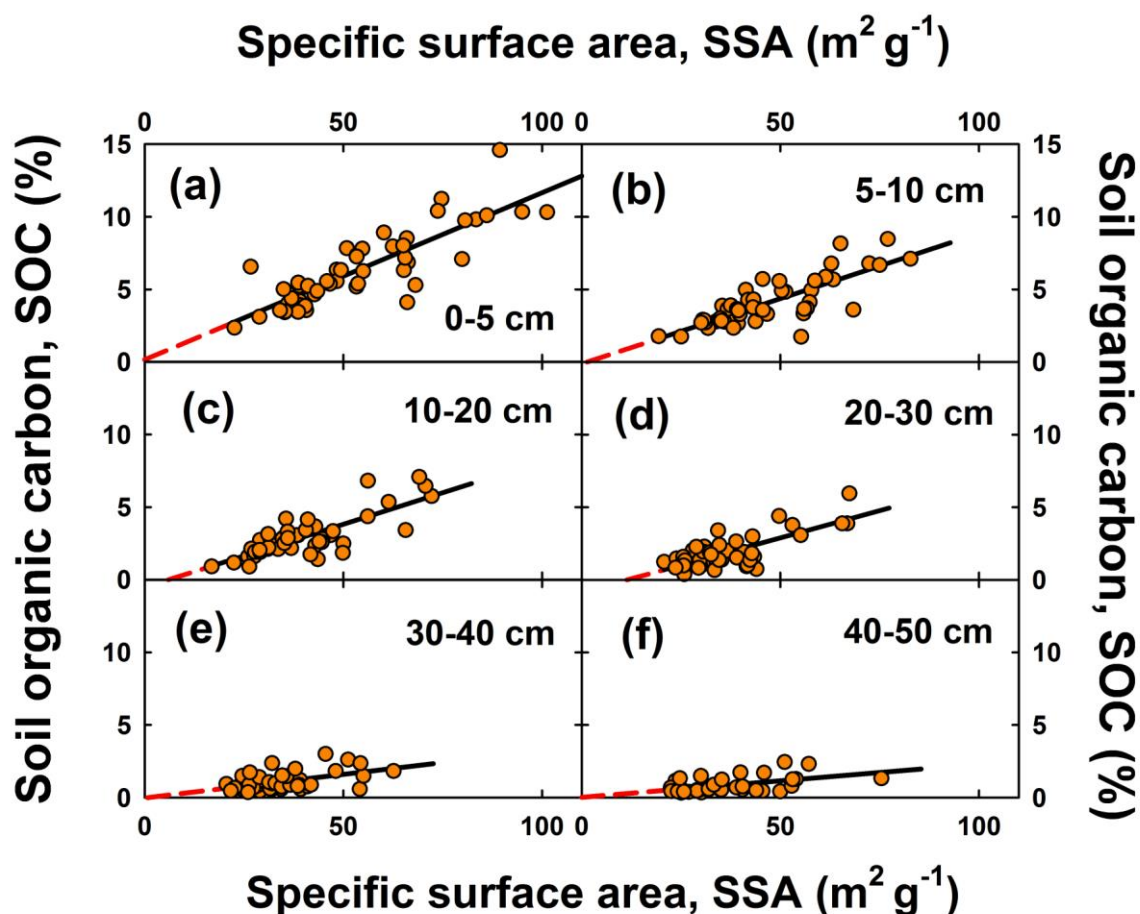 Specific surface area, SSA (m² g⁻¹)
0 50 100 0 50 100
Soil organic carbon, SOC (%)
Soil organic carbon, SOC (%)
15 (a) 0-5 cm (b) 5-10 cm 15
10 10
5 5
0 0
(c) 10-20 cm (d) 20-30 cm
10 10
5 5
0 0
(e) 30-40 cm (f) 40-50 cm
10 10
5 5
0 0
0 50 100 0 50 100
Specific surface area, SSA (m² g⁻¹)